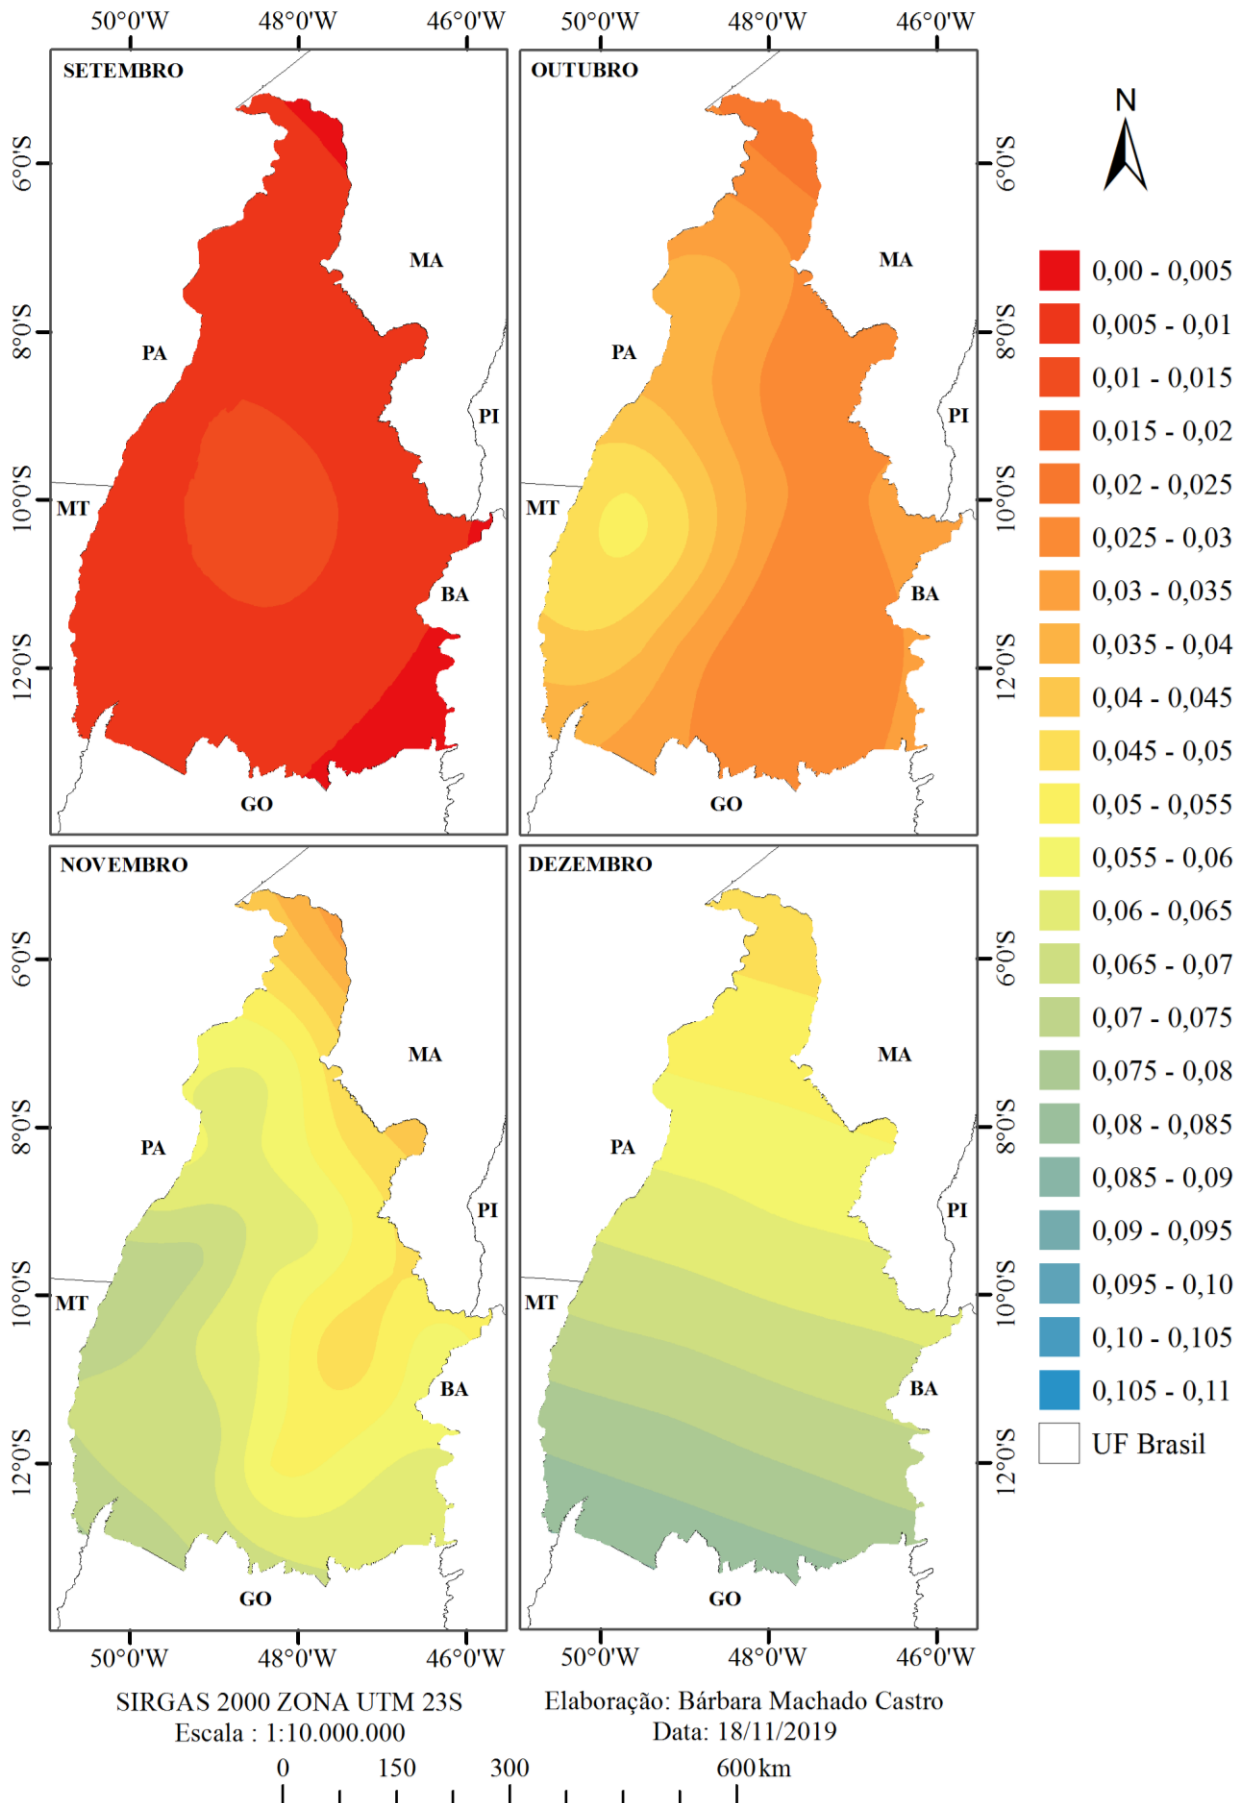 50°0'W 48°0'W 46°0'W 50°0'W 48°0'W 46°0'W
SETEMBRO
6°0'S
8°0'S
10°0'S
12°0'S
MA
PA
PI
MT
BA
GO
OUTUBRO
6°0'S
8°0'S
10°0'S
12°0'S
MA
PA
PI
MT
BA
GO
N
0,00 - 0,005
0,005 - 0,01
0,01 - 0,015
0,015 - 0,02
0,02 - 0,025
0,025 - 0,03
0,03 - 0,035
0,035 - 0,04
0,04 - 0,045
0,045 - 0,05
0,05 - 0,055
0,055 - 0,06
0,06 - 0,065
0,065 - 0,07
0,07 - 0,075
0,075 - 0,08
0,08 - 0,085
0,085 - 0,09
0,09 - 0,095
0,095 - 0,10
0,10 - 0,105
0,105 - 0,11
UF Brasil
NOVEMBRO
6°0'S
8°0'S
10°0'S
12°0'S
MA
PA
PI
MT
BA
GO
DEZEMBRO
6°0'S
8°0'S
10°0'S
12°0'S
MA
PA
PI
MT
BA
GO
50°0'W 48°0'W 46°0'W 50°0'W 48°0'W 46°0'W
SIRGAS 2000 ZONA UTM 23S
Escala : 1:10.000.000
Elaboração: Bárbara Machado Castro
Data: 18/11/2019
0 150 300 600km